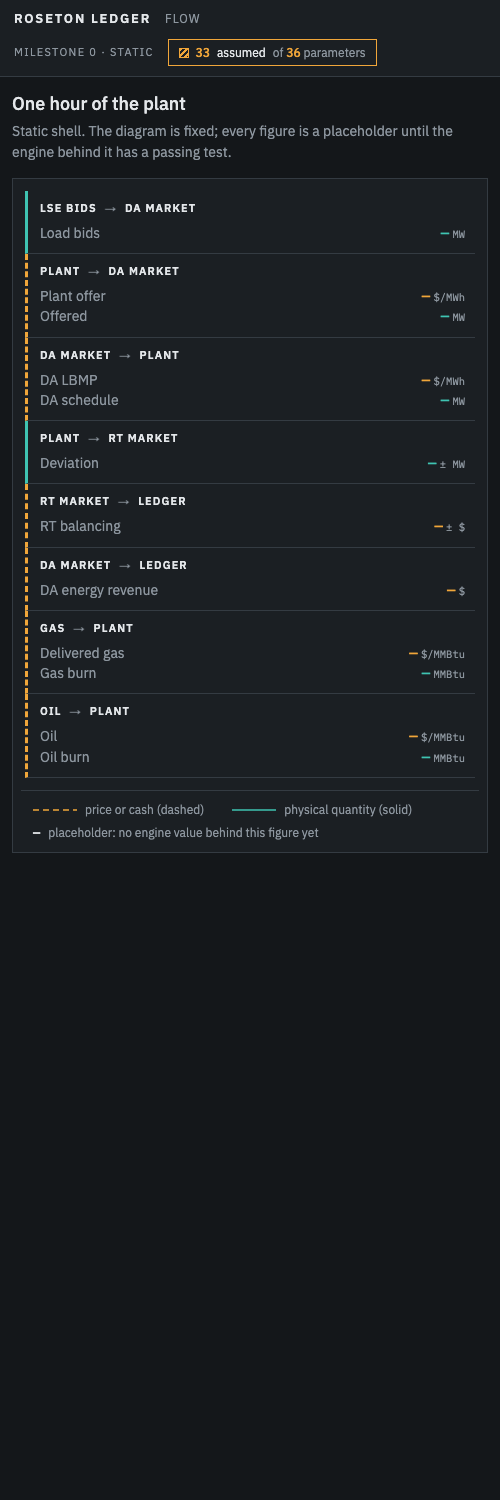 ROSETON LEDGER FLOW
MILESTONE 0 · STATIC 33 assumed of 36 parameters
One hour of the plant
Static shell. The diagram is fixed; every figure is a placeholder until the
engine behind it has a passing test.
LSE BIDS → DA MARKET
Load bids – MW
PLANT → DA MARKET
Plant offer – $/MWh
Offered – MW
DA MARKET → PLANT
DA LBMP – $/MWh
DA schedule – MW
PLANT → RT MARKET
Deviation – ± MW
RT MARKET → LEDGER
RT balancing – ± $
DA MARKET → LEDGER
DA energy revenue – $
GAS → PLANT
Delivered gas – $/MMBtu
Gas burn – MMBtu
OIL → PLANT
Oil – $/MMBtu
Oil burn – MMBtu
price or cash (dashed) physical quantity (solid)
– placeholder: no engine value behind this figure yet